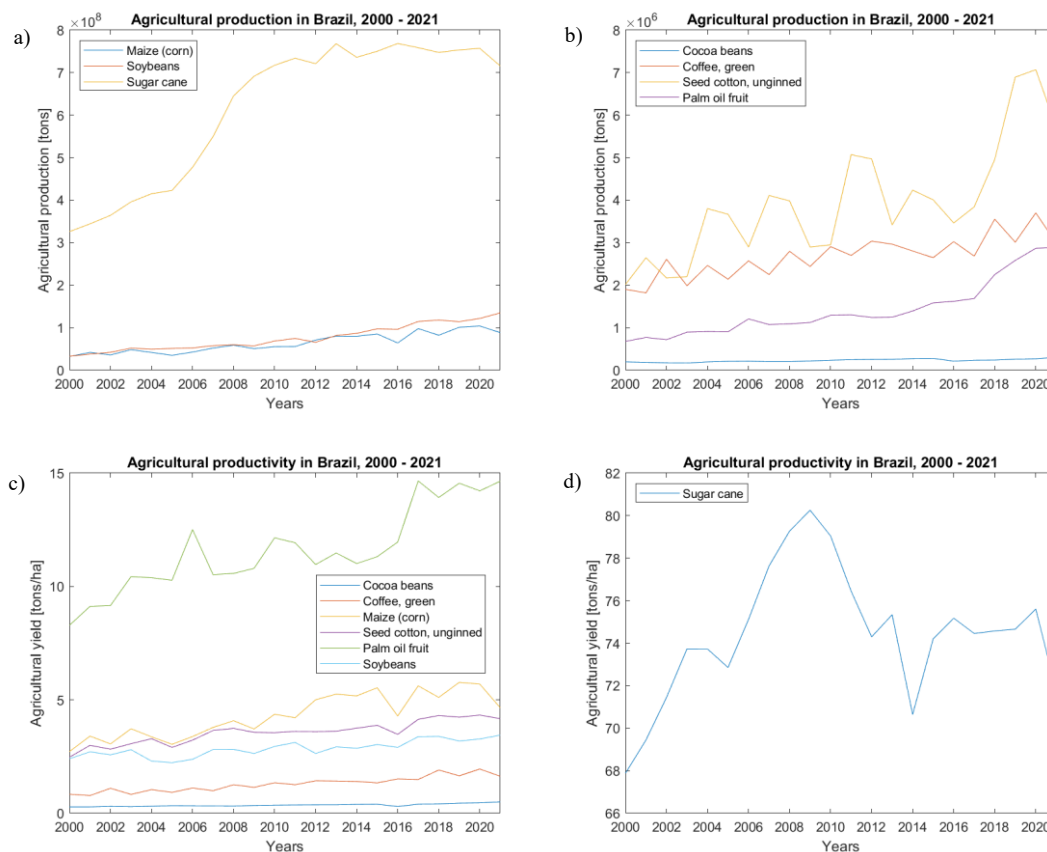 a)
Agricultural production in Brazil, 2000 - 2021
×10⁸
Maize (corn)
Soybeans
Sugar cane
Agricultural production [tons]
8
7
6
5
4
3
2
1
0
2000 2002 2004 2006 2008 2010 2012 2014 2016 2018 2020
Years
b)
Agricultural production in Brazil, 2000 - 2021
×10⁶
Cocoa beans
Coffee, green
Seed cotton, unginned
Palm oil fruit
Agricultural production [tons]
8
7
6
5
4
3
2
1
0
2000 2002 2004 2006 2008 2010 2012 2014 2016 2018 2020
Years
c)
Agricultural productivity in Brazil, 2000 - 2021
Cocoa beans
Coffee, green
Maize (corn)
Seed cotton, unginned
Palm oil fruit
Soybeans
Agricultural yield [tons/ha]
15
10
5
0
2000 2002 2004 2006 2008 2010 2012 2014 2016 2018 2020
Years
d)
Agricultural productivity in Brazil, 2000 - 2021
Sugar cane
Agricultural yield [tons/ha]
82
80
78
76
74
72
70
68
66
2000 2002 2004 2006 2008 2010 2012 2014 2016 2018 2020
Years